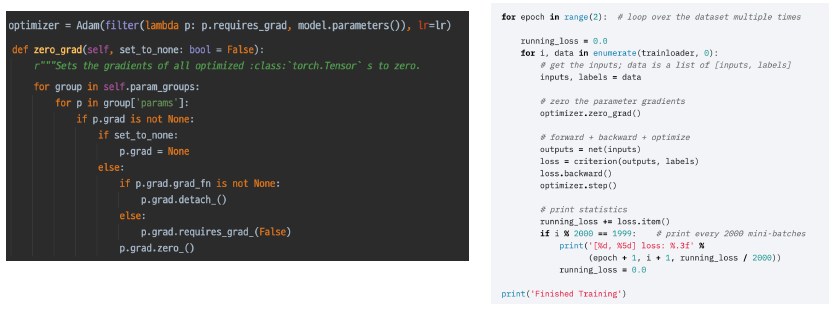 optimizer = Adam(filter(lambda p: p.requires_grad, model.parameters()), lr=lr)
def zero_grad(self, set_to_none: bool = False):
    r"""Sets the gradients of all optimized :class:`torch.Tensor` s to zero.
    for group in self.param_groups:
        for p in group['params']:
            if p.grad is not None:
                if set_to_none:
                    p.grad = None
                else:
                    if p.grad.grad_fn is not None:
                        p.grad.detach_()
                    else:
                        p.grad.requires_grad_(False)
                    p.grad.zero_()
for epoch in range(2):  # loop over the dataset multiple times
    running_loss = 0.0
    for i, data in enumerate(trainloader, 0):
        # get the inputs; data is a list of [inputs, labels]
        inputs, labels = data
        # zero the parameter gradients
        optimizer.zero_grad()
        # forward + backward + optimize
        outputs = net(inputs)
        loss = criterion(outputs, labels)
        loss.backward()
        optimizer.step()
        # print statistics
        running_loss += loss.item()
        if i % 2000 == 1999:    # print every 2000 mini-batches
            print('[%d, %5d] loss: %.3f' %
                  (epoch + 1, i + 1, running_loss / 2000))
            running_loss = 0.0
print('Finished Training')